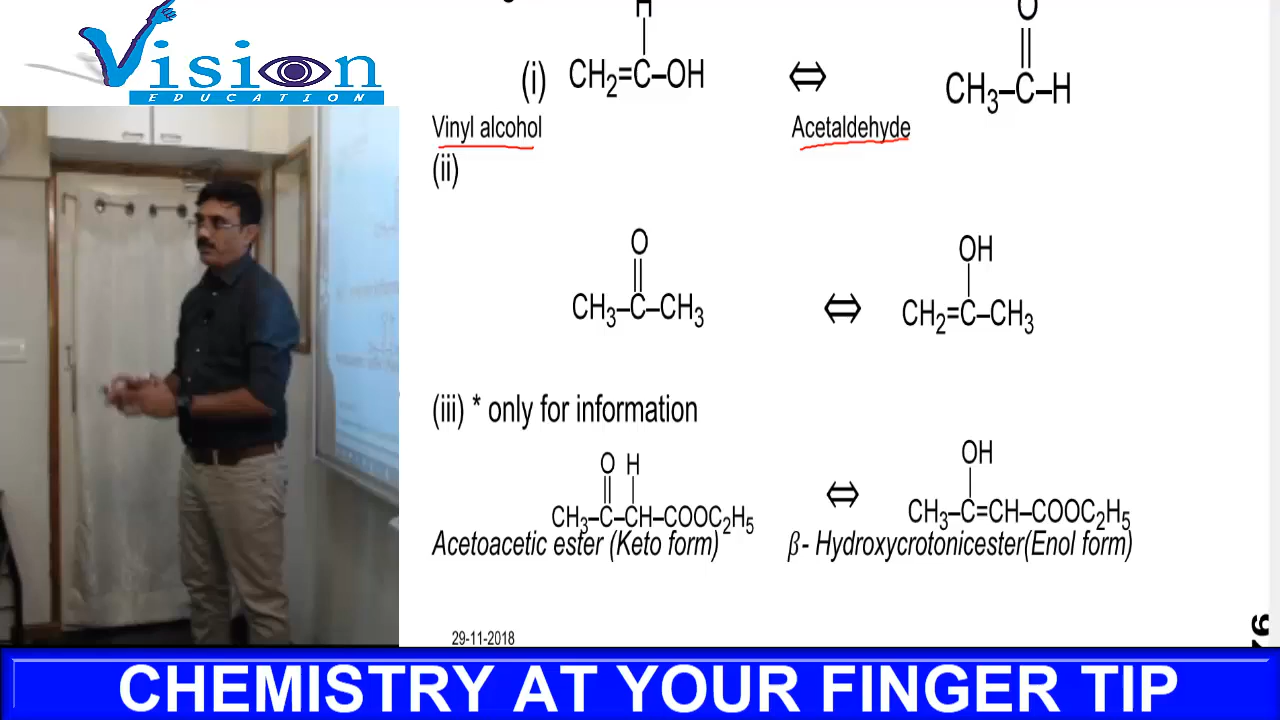 Vision
EDUCATION
H
O
(i) CH2=C–OH ⇔ CH3–C–H
Vinyl alcohol Acetaldehyde
(ii)
O OH
CH3–C–CH3 ⇔ CH2=C–CH3
(iii) * only for information
O H OH
CH3–C–CH–COOC2H5 ⇔ CH3–C=CH–COOC2H5
Acetoacetic ester (Keto form) β- Hydroxycrotonicester(Enol form)
29-11-2018
76
CHEMISTRY AT YOUR FINGER TIP